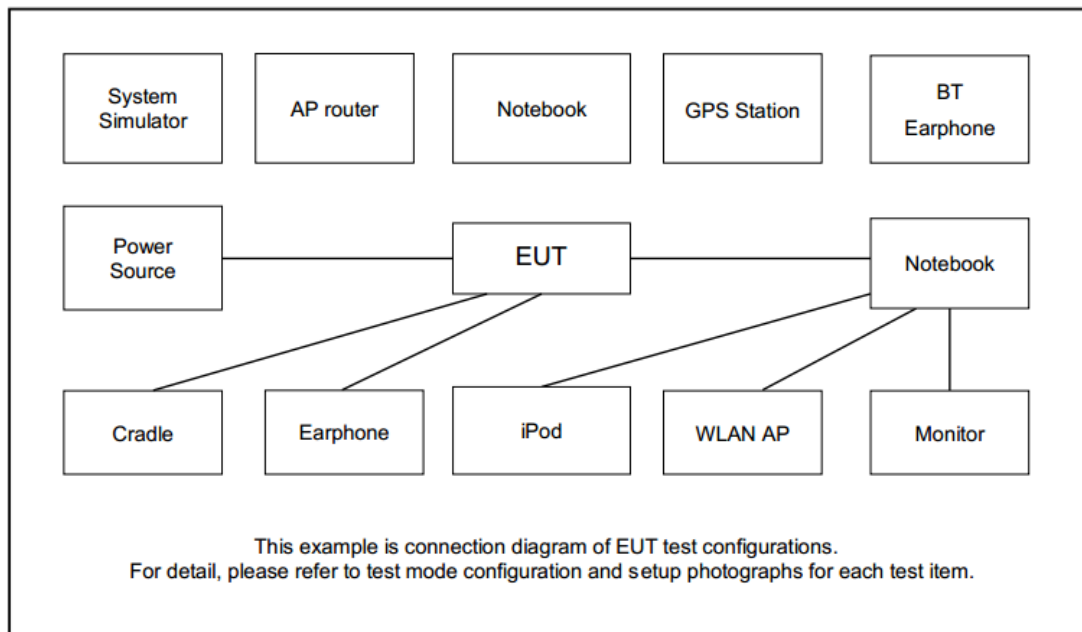 System
Simulator
AP router
Notebook
GPS Station
BT
Earphone
Power
Source
EUT
Notebook
Cradle
Earphone
iPod
WLAN AP
Monitor
This example is connection diagram of EUT test configurations.
For detail, please refer to test mode configuration and setup photographs for each test item.